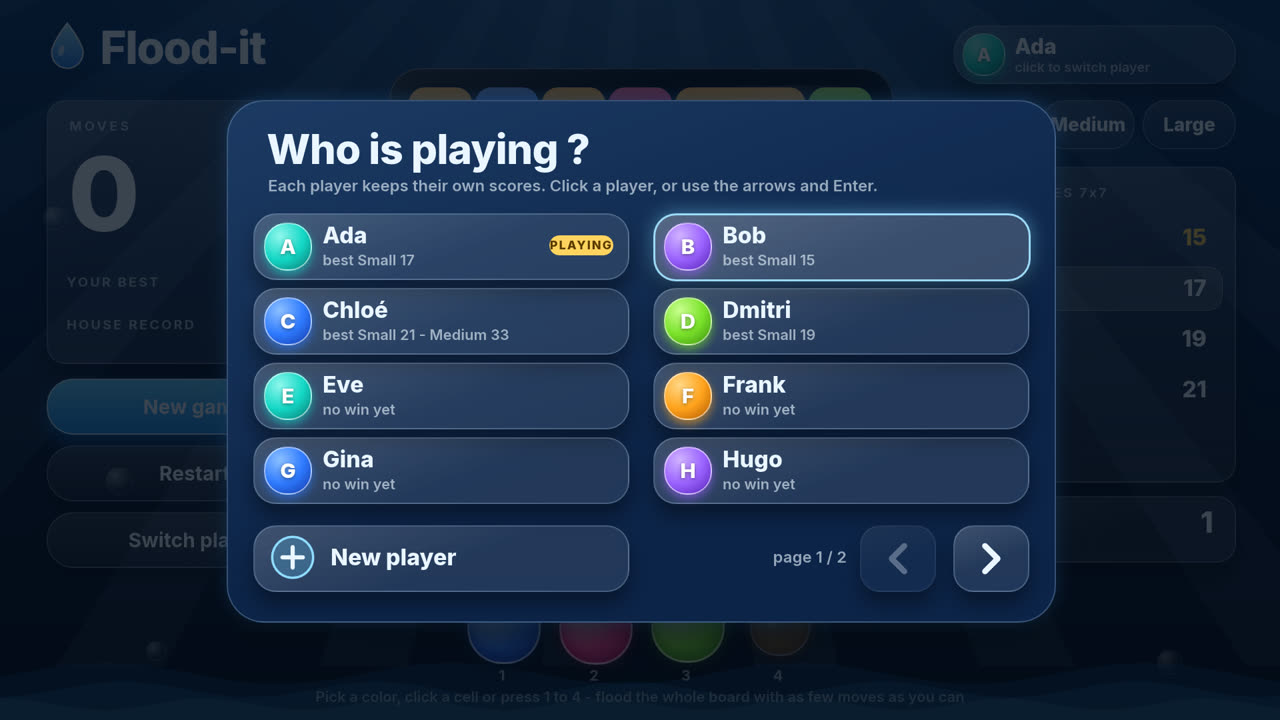 Flood-it
A
Ada
click to switch player
MOVES
0
YOUR BEST
HOUSE RECORD
Medium
Large
7x7
15
17
19
21
1
New
Restart
Switch
Who is playing ?
Each player keeps their own scores. Click a player, or use the arrows and Enter.
A
Ada
best Small 17
PLAYING
B
Bob
best Small 15
C
Chloé
best Small 21 - Medium 33
D
Dmitri
best Small 19
E
Eve
no win yet
F
Frank
no win yet
G
Gina
no win yet
H
Hugo
no win yet
New player
page 1 / 2
1
2
3
4
Pick a color, click a cell or press 1 to 4 - flood the whole board with as few moves as you can